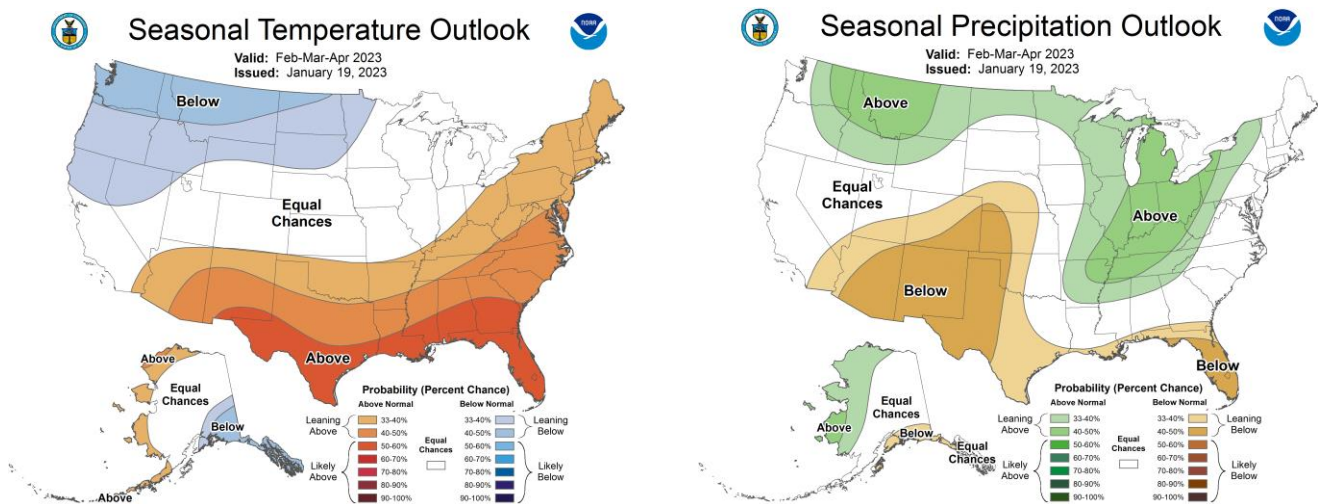 Seasonal Temperature Outlook
NOAA
Valid: Feb-Mar-Apr 2023
Issued: January 19, 2023
Below
Equal
Chances
Above
Above
Equal
Chances
Below
Above
Probability (Percent Chance)
Above Normal
Below Normal
Leaning
Above
Likely
Above
33-40%
40-50%
50-60%
60-70%
70-80%
80-90%
90-100%
Equal
Chances
33-40%
40-50%
50-60%
60-70%
70-80%
80-90%
90-100%
Leaning
Below
Likely
Below
Seasonal Precipitation Outlook
NOAA
Valid: Feb-Mar-Apr 2023
Issued: January 19, 2023
Above
Equal
Chances
Above
Below
Below
Equal
Chances
Above
Below
Equal
Chances
Probability (Percent Chance)
Above Normal
Below Normal
Leaning
Above
Likely
Above
33-40%
40-50%
50-60%
60-70%
70-80%
80-90%
90-100%
Equal
Chances
33-40%
40-50%
50-60%
60-70%
70-80%
80-90%
90-100%
Leaning
Below
Likely
Below